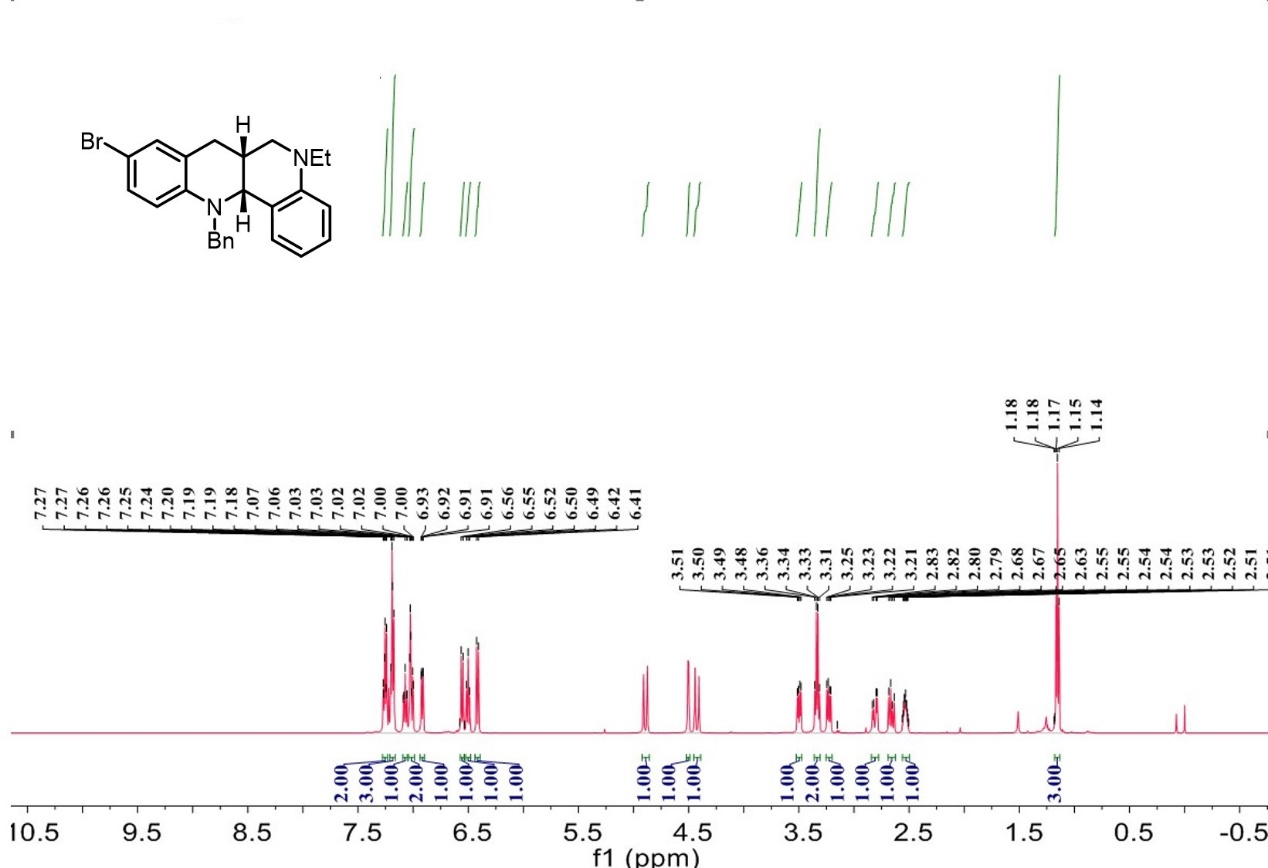 H
Br
NEt
N
H
Bn
1.18 1.18 1.17 1.15 1.14
7.27 7.27 7.26 7.26 7.25 7.24 7.20 7.19 7.19 7.18 7.07 7.06 7.03 7.03 7.02 7.02 7.00 7.00 6.93 6.92 6.91 6.91 6.56 6.55 6.52 6.50 6.49 6.42 6.41
3.51 3.50 3.49 3.48 3.36 3.34 3.33 3.31 3.25 3.23 3.22 3.21 2.83 2.82 2.80 2.79 2.68 2.67 2.65 2.63 2.55 2.55 2.54 2.54 2.53 2.53 2.52 2.51
2.00 3.00 1.00 2.00 1.00 1.00 1.00 1.00 1.00 1.00 1.00 1.00 2.00 1.00 1.00 1.00 1.00 3.00
10.5 9.5 8.5 7.5 6.5 5.5 4.5 3.5 2.5 1.5 0.5 -0.5
f1 (ppm)